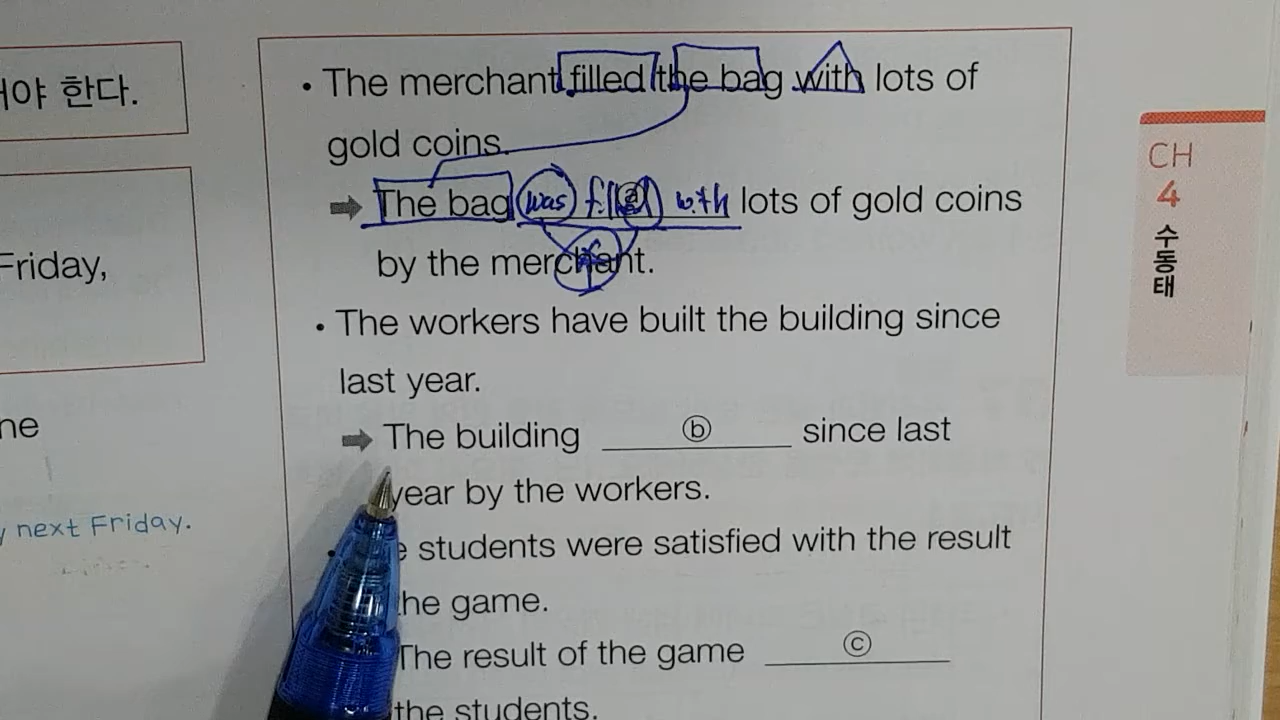 야 한다.
Friday,
ne
next Friday.
• The merchant filled the bag with lots of
gold coins.
➡ The bag was filled with lots of gold coins
by the merchant.
• The workers have built the building since
last year.
➡ The building ⓑ since last
year by the workers.
students were satisfied with the result
the game.
The result of the game ⓒ
the students.
CH
4
수동태